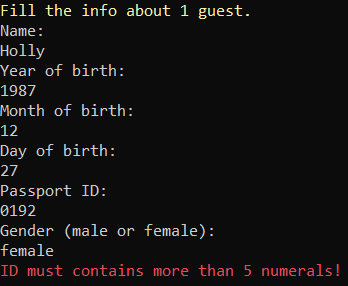 Fill the info about 1 guest.
Name:
Holly
Year of birth:
1987
Month of birth:
12
Day of birth:
27
Passport ID:
0192
Gender (male or female):
female
ID must contains more than 5 numerals!